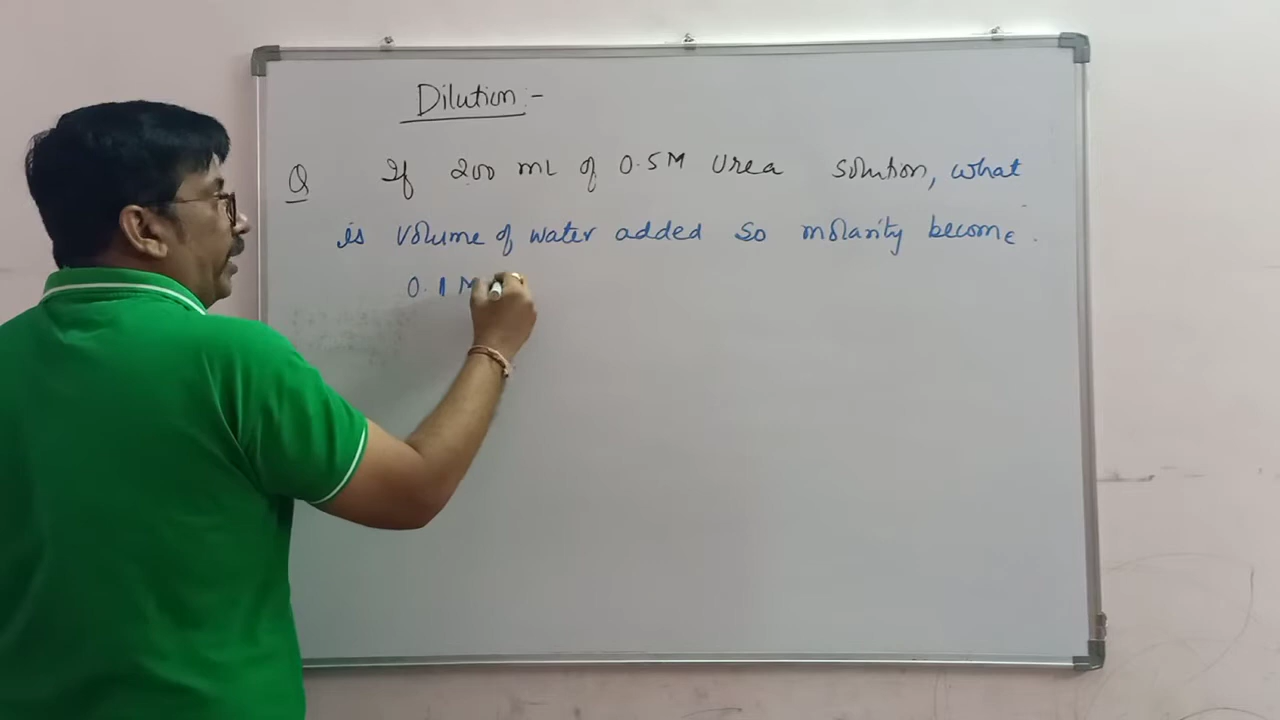 Dilution :-
Q If 200 mL of 0.5M Urea solution, what
is volume of water added so molarity become
0.1 M